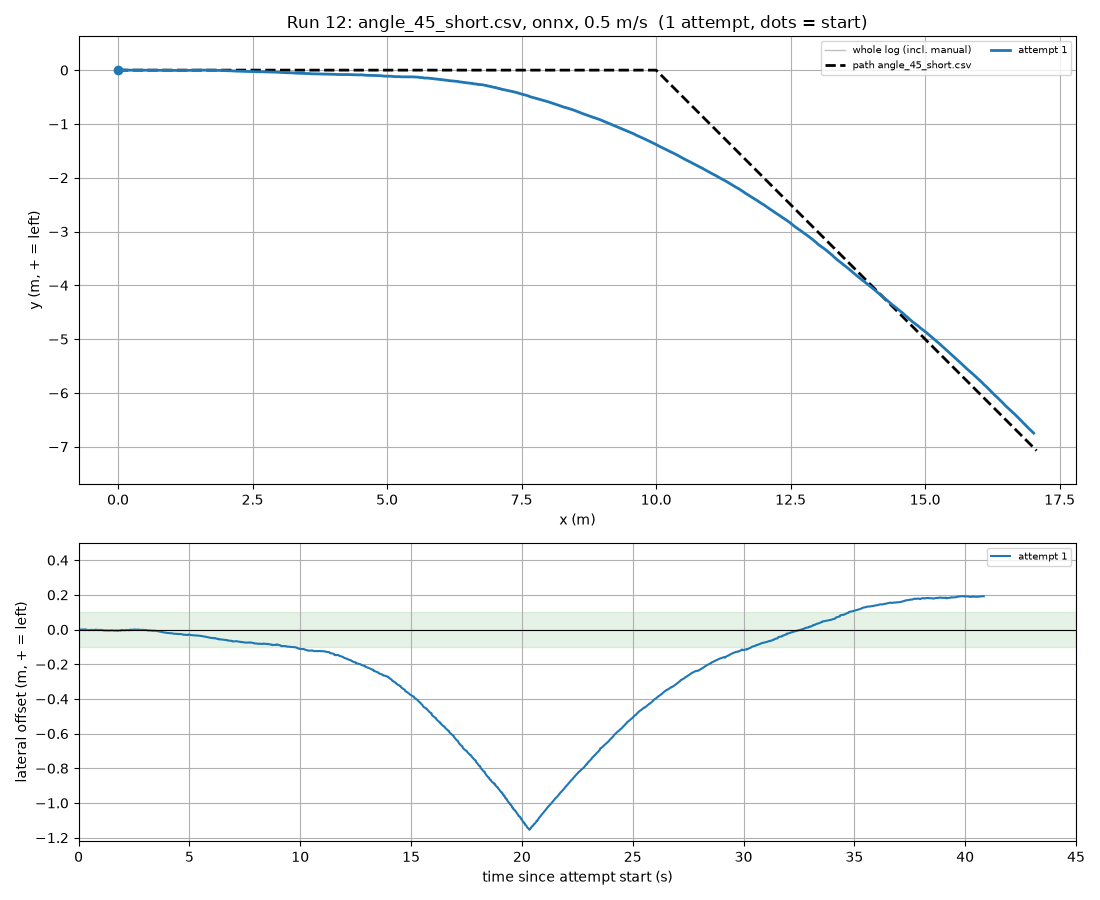 Run 12: angle_45_short.csv, onnx, 0.5 m/s  (1 attempt, dots = start)
whole log (incl. manual)
path angle_45_short.csv
attempt 1
y (m, + = left)
0
−1
−2
−3
−4
−5
−6
−7
0.0 2.5 5.0 7.5 10.0 12.5 15.0 17.5
x (m)
attempt 1
lateral offset (m, + = left)
0.4
0.2
0.0
−0.2
−0.4
−0.6
−0.8
−1.0
−1.2
0 5 10 15 20 25 30 35 40 45
time since attempt start (s)